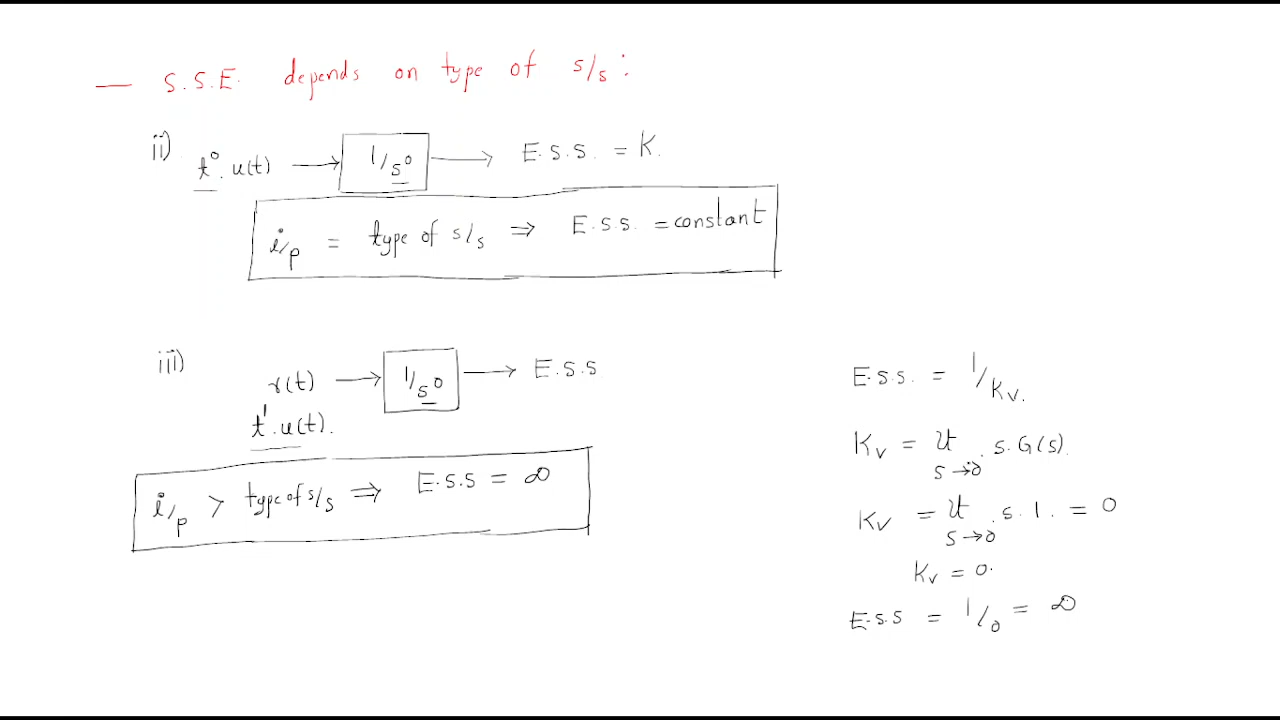 — S.S.E. depends on type of s/s :
ii) t⁰.u(t) → 1/s⁰ → E.S.S. = K.
i/p = type of s/s ⇒ E.S.S. = constant
iii) r(t) → 1/s⁰ → E.S.S
t¹.u(t).
i/p > type of s/s ⇒ E.S.S = ∞
E.S.S. = 1/Kv.
Kv = lt s→0 . s.G(s).
Kv = lt s→0 . s.1. = 0
Kv = 0.
E.S.S = 1/0 = ∞